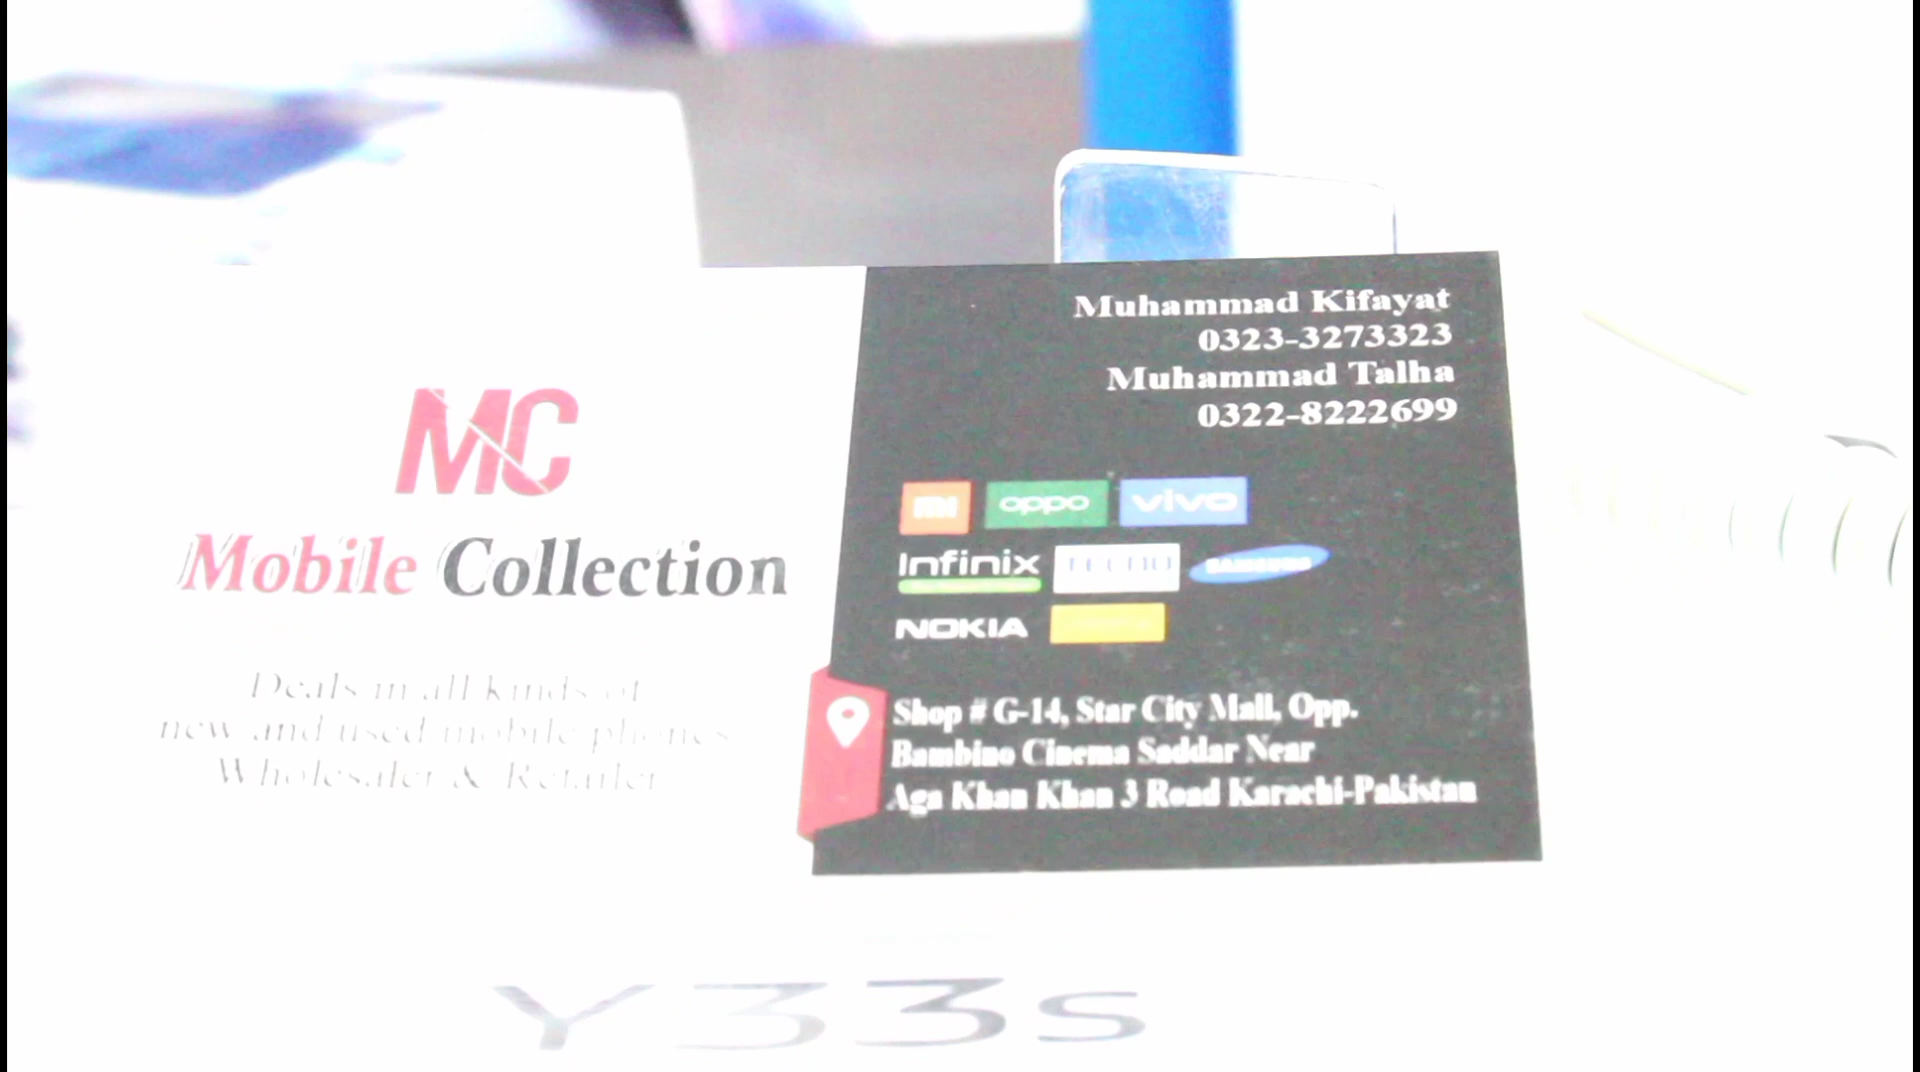 MC
Mobile Collection
Deals in all kinds of
new and used mobile phones
Wholesaler & Retailer
Muhammad Kifayat
0323-3273323
Muhammad Talha
0322-8222699
mi oppo vivo
Infinix TECNO SAMSUNG
NOKIA
Shop # G-14, Star City Mall, Opp.
Bambino Cinema Saddar Near
Aga Khan Khan 3 Road Karachi-Pakistan
Y33s